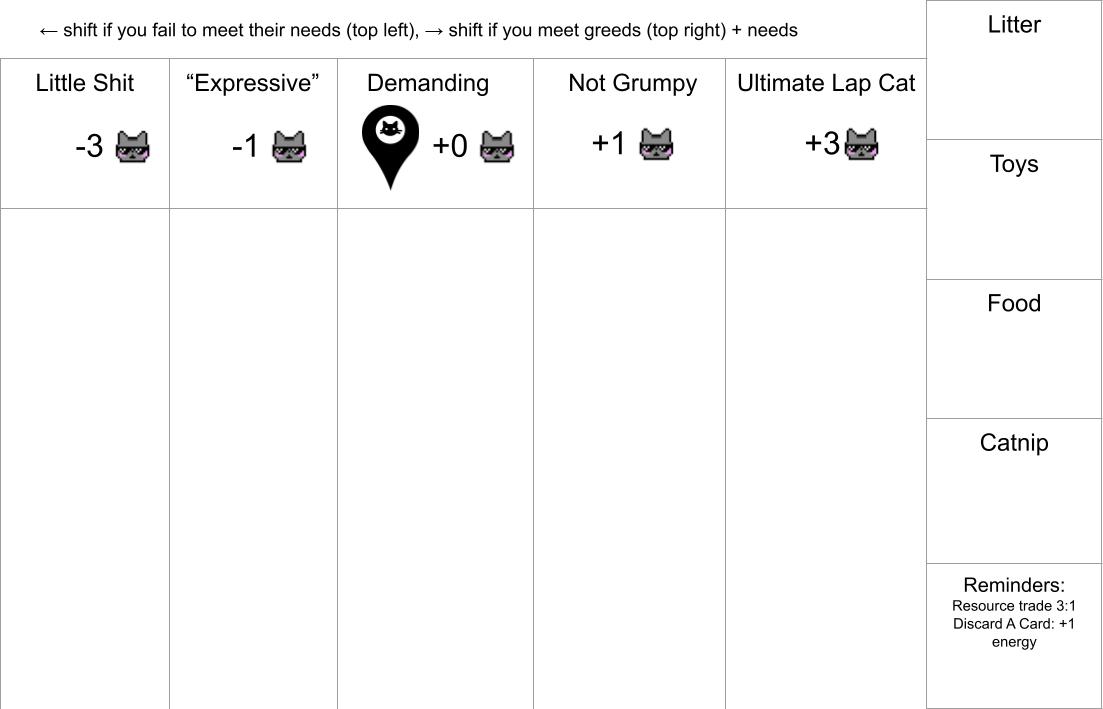 ← shift if you fail to meet their needs (top left), → shift if you meet greeds (top right) + needs
Little Shit
“Expressive”
Demanding
Not Grumpy
Ultimate Lap Cat
-3
-1
+0
+1
+3
Litter
Toys
Food
Catnip
Reminders:
Resource trade 3:1
Discard A Card: +1
energy